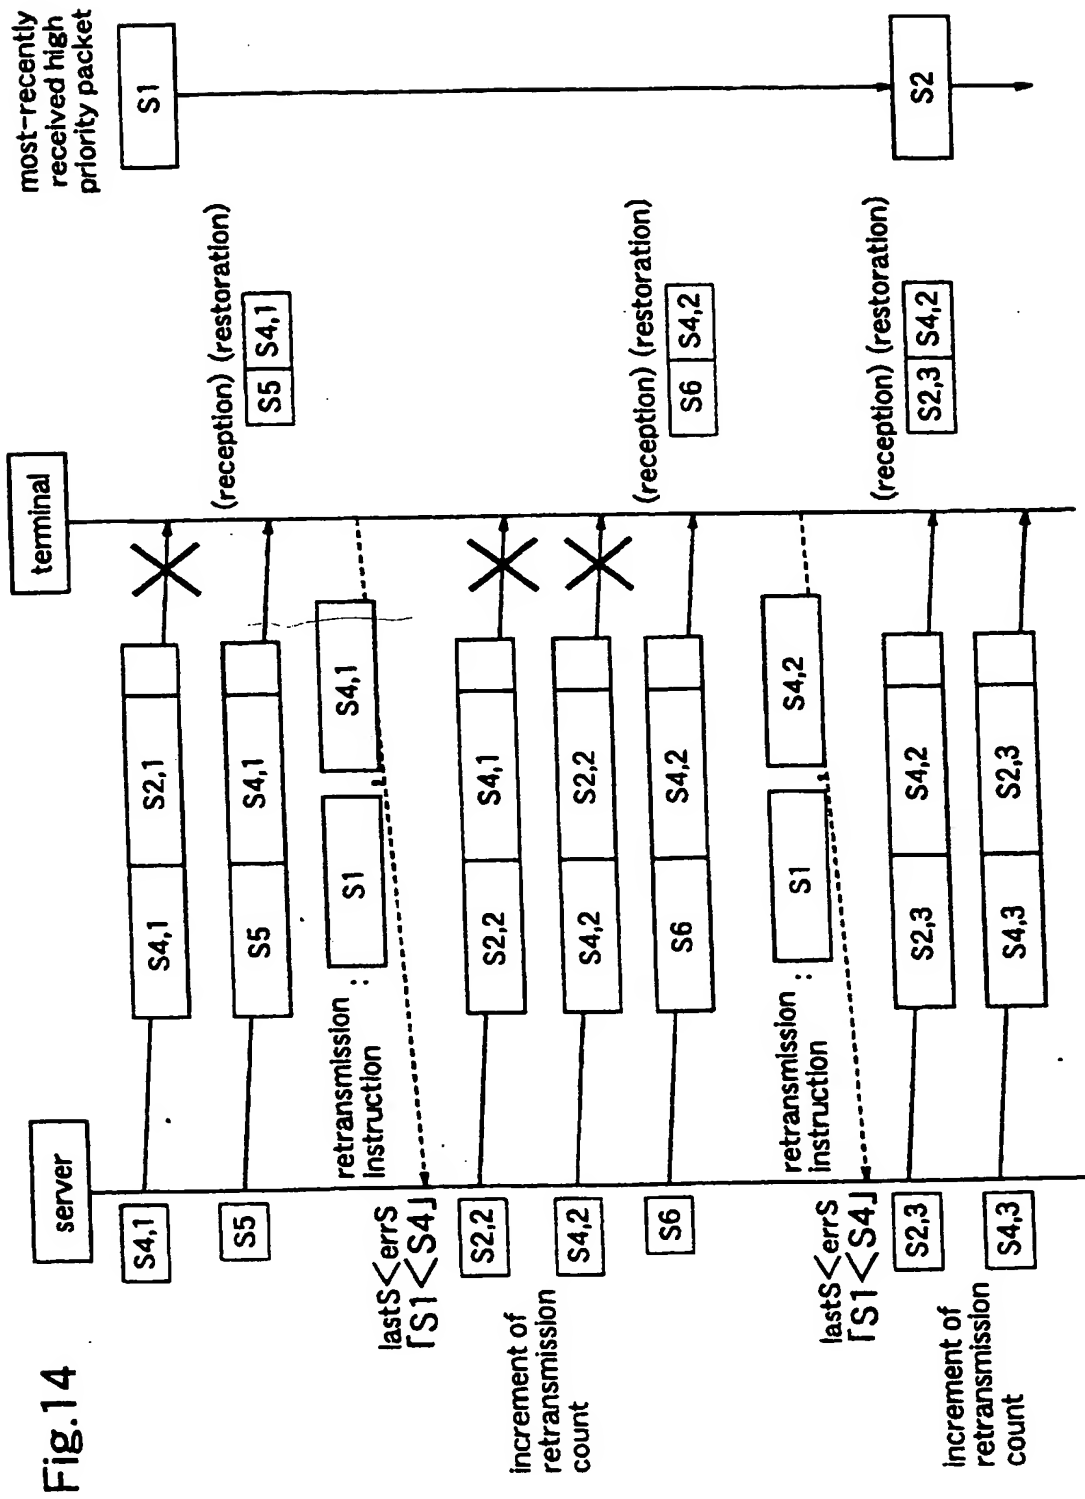 Fig.14
server
terminal
most-recently
received high
priority packet
S4,1
S4,1
S2,1
S1
S5
S5
S4,1
(reception) (restoration)
S5
S4,1
retransmission
instruction
:
S1
,
S4,1
lastS<errS
「S1<S4」
increment of
retransmission
count
S2,2
S2,2
S4,1
S4,2
S4,2
S2,2
S6
S6
S4,2
(reception) (restoration)
S6
S4,2
retransmission
instruction
:
S1
,
S4,2
lastS<errS
「S1<S4」
increment of
retransmission
count
S2,3
S2,3
S4,2
(reception) (restoration)
S2,3
S4,2
S2
S4,3
S4,3
S2,3